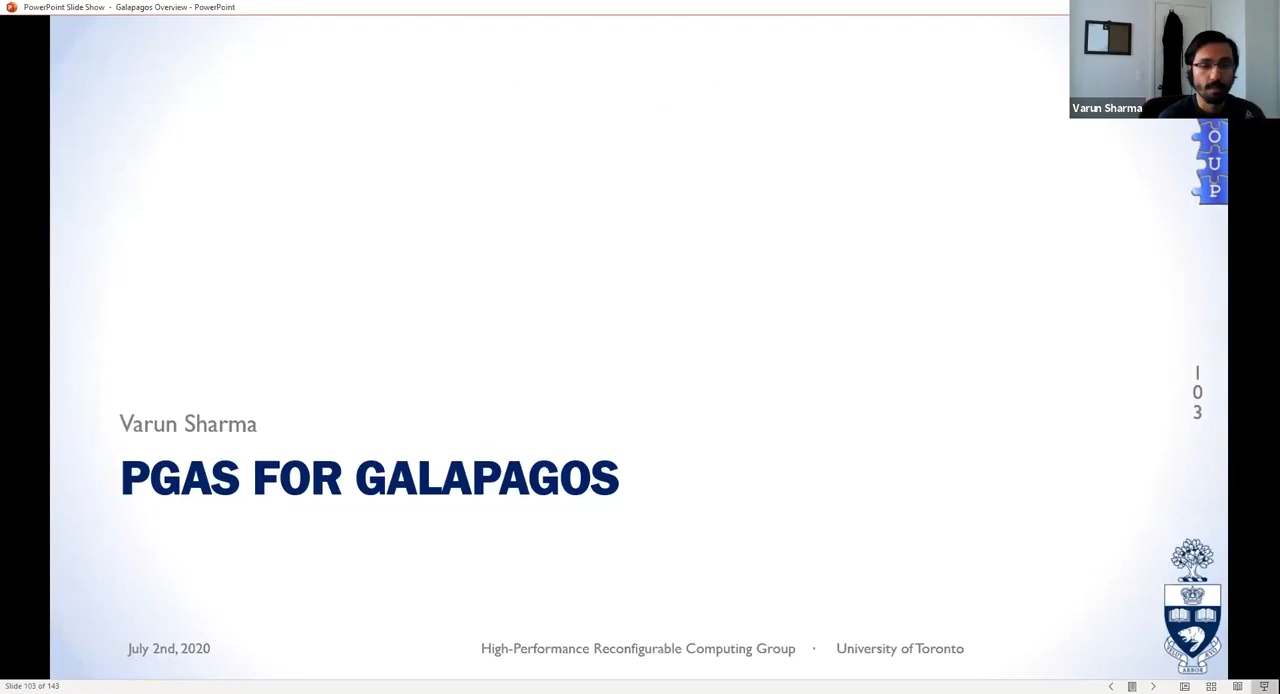 PowerPoint Slide Show - Galapagos Overview - PowerPoint
Varun Sharma
O
U
P
1
0
3
Varun Sharma
PGAS FOR GALAPAGOS
ARBOR
July 2nd, 2020
High-Performance Reconfigurable Computing Group · University of Toronto
Slide 103 of 143